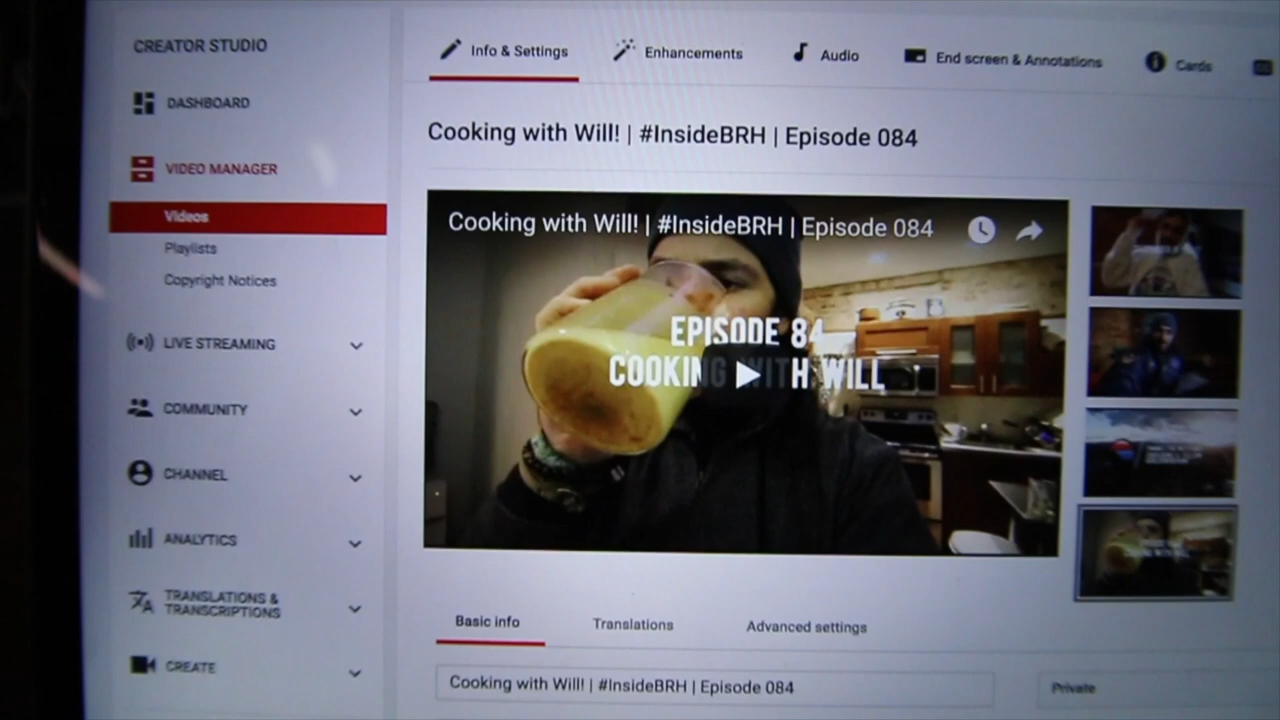 CREATOR STUDIO
DASHBOARD
VIDEO MANAGER
Videos
Playlists
Copyright Notices
LIVE STREAMING
COMMUNITY
CHANNEL
ANALYTICS
TRANSLATIONS &
TRANSCRIPTIONS
CREATE
Info & Settings
Enhancements
Audio
End screen & Annotations
Cards
Cooking with Will! | #InsideBRH | Episode 084
Cooking with Will! | #InsideBRH | Episode 084
EPISODE 84
COOKING WITH WILL
Basic info
Translations
Advanced settings
Cooking with Will! | #InsideBRH | Episode 084
Private